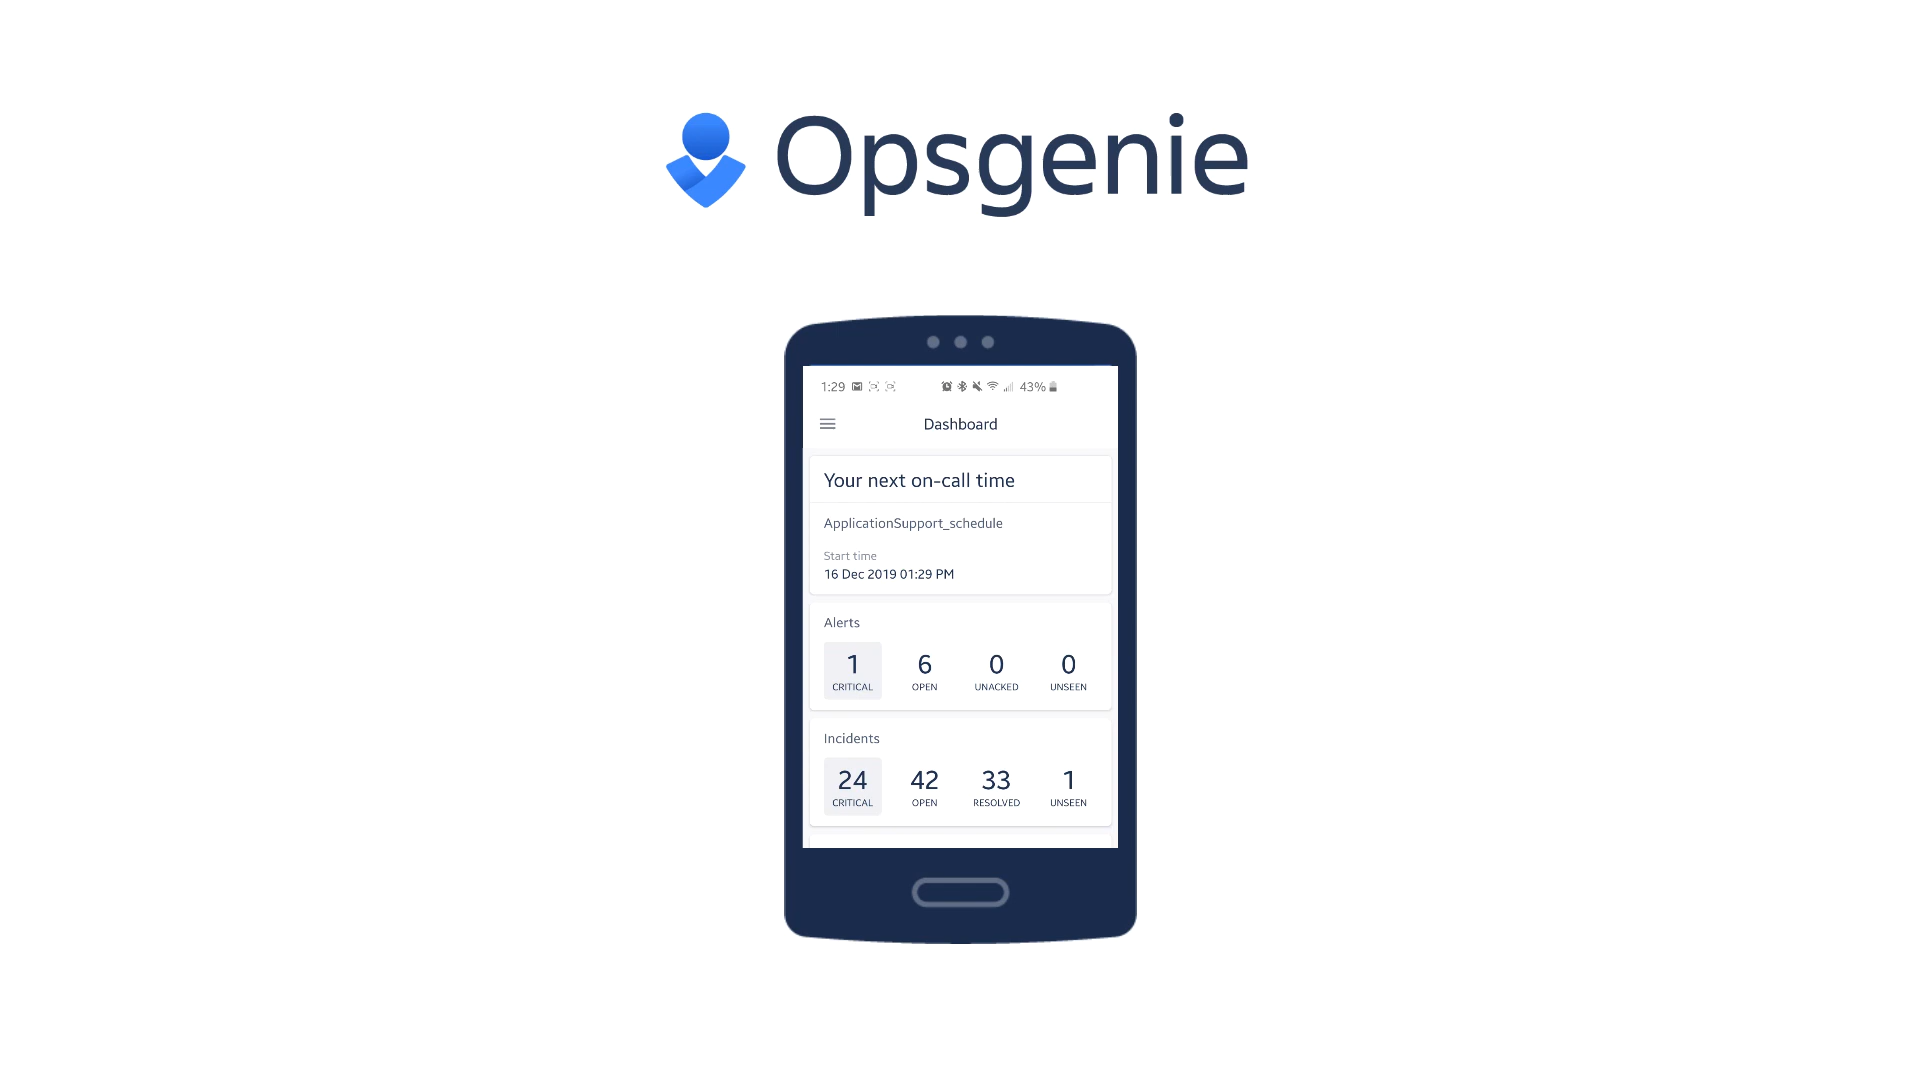 Opsgenie
1:29 43%
Dashboard
Your next on-call time
ApplicationSupport_schedule
Start time
16 Dec 2019 01:29 PM
Alerts
1 6 0 0
CRITICAL OPEN UNACKED UNSEEN
Incidents
24 42 33 1
CRITICAL OPEN RESOLVED UNSEEN